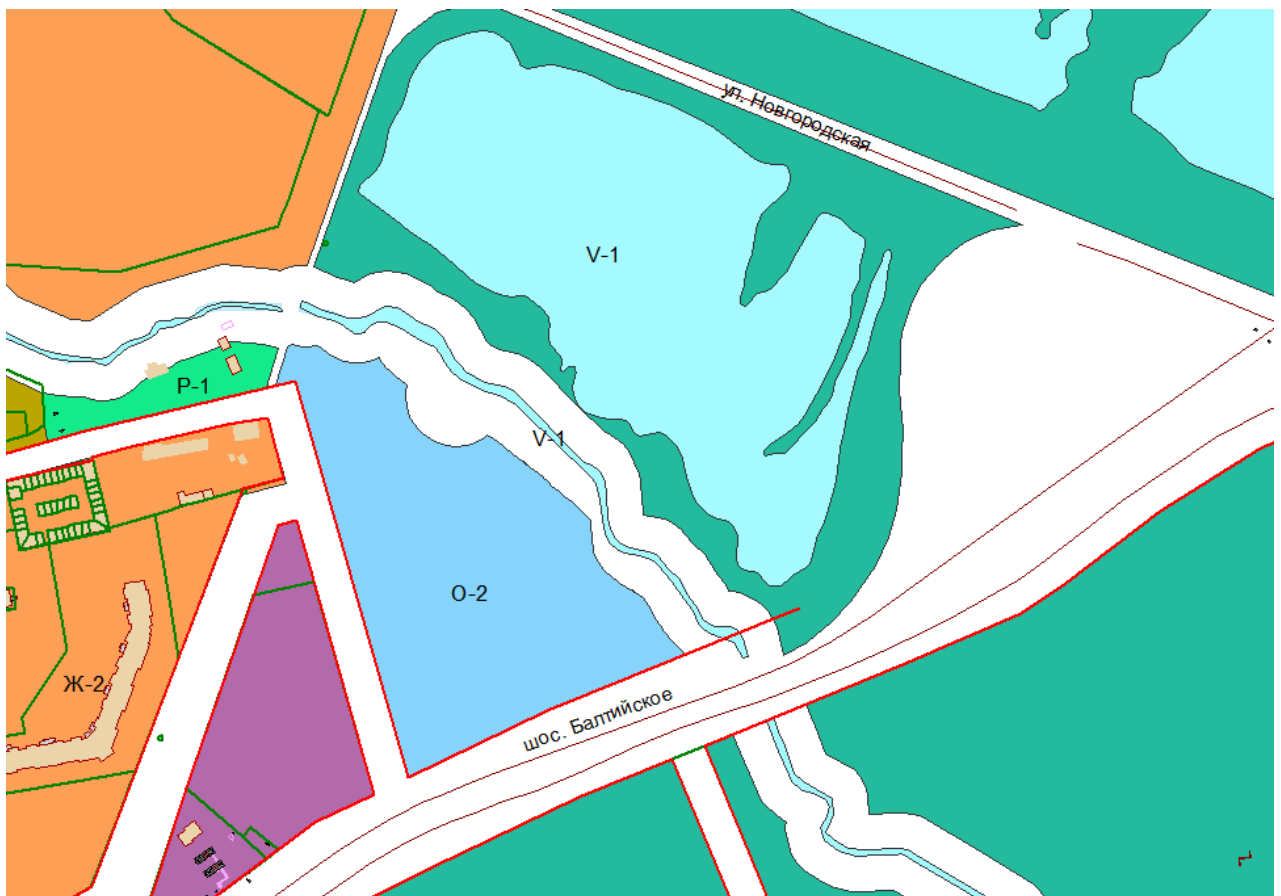 ул. Новгородская
V-1
Р-1
V-1
О-2
Ж-2
шос. Балтийское